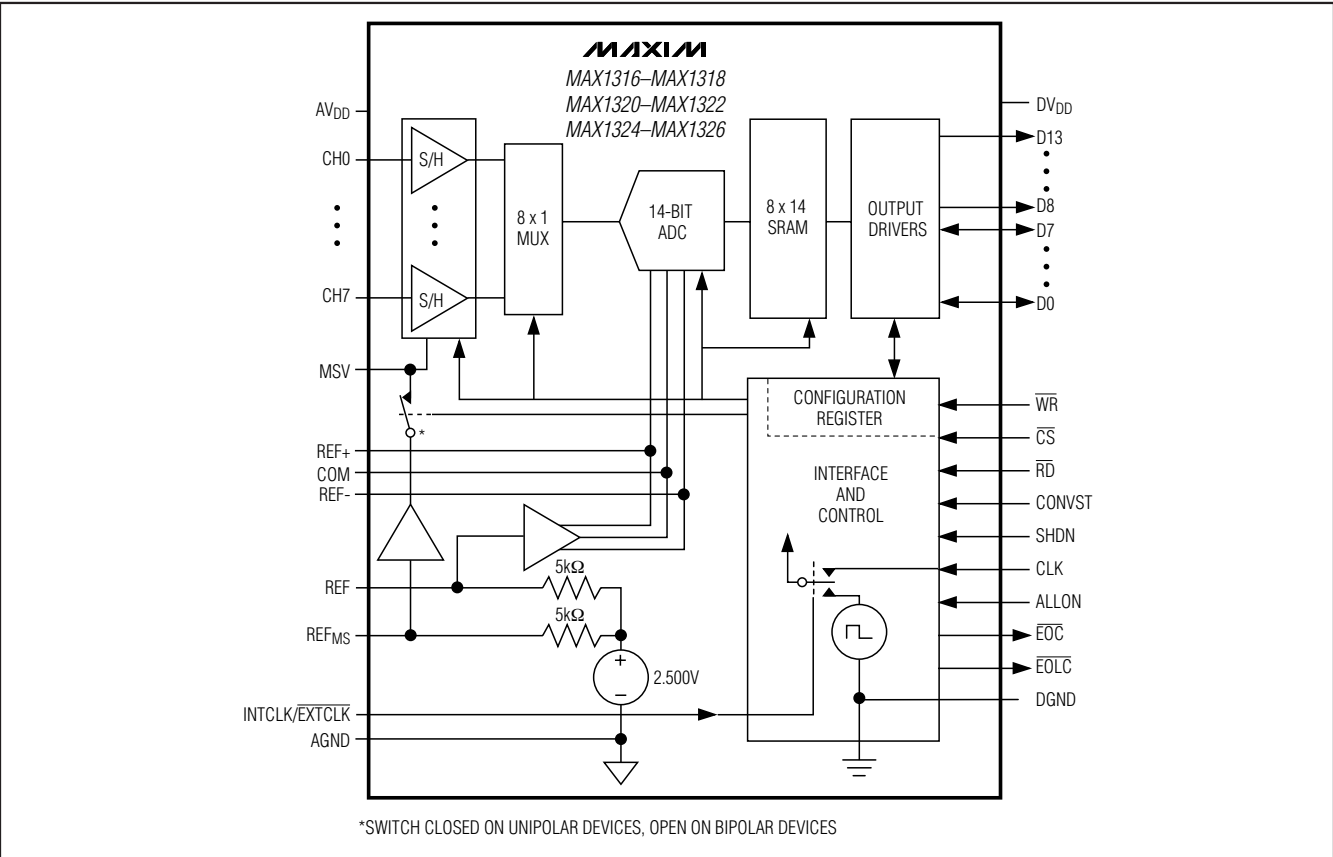 MAXIM
MAX1316–MAX1318
MAX1320–MAX1322
MAX1324–MAX1326
AVDD
DVDD
D13
CH0
S/H
8 x 1
MUX
14-BIT
ADC
8 x 14
SRAM
OUTPUT
DRIVERS
D8
D7
CH7
S/H
D0
MSV
CONFIGURATION
REGISTER
WR
*
CS
REF+
COM
REF-
INTERFACE
AND
CONTROL
RD
CONVST
SHDN
5kΩ
CLK
REF
5kΩ
ALLON
REFMS
EOC
+
−
2.500V
EOLC
DGND
INTCLK/EXTCLK
AGND
*SWITCH CLOSED ON UNIPOLAR DEVICES, OPEN ON BIPOLAR DEVICES